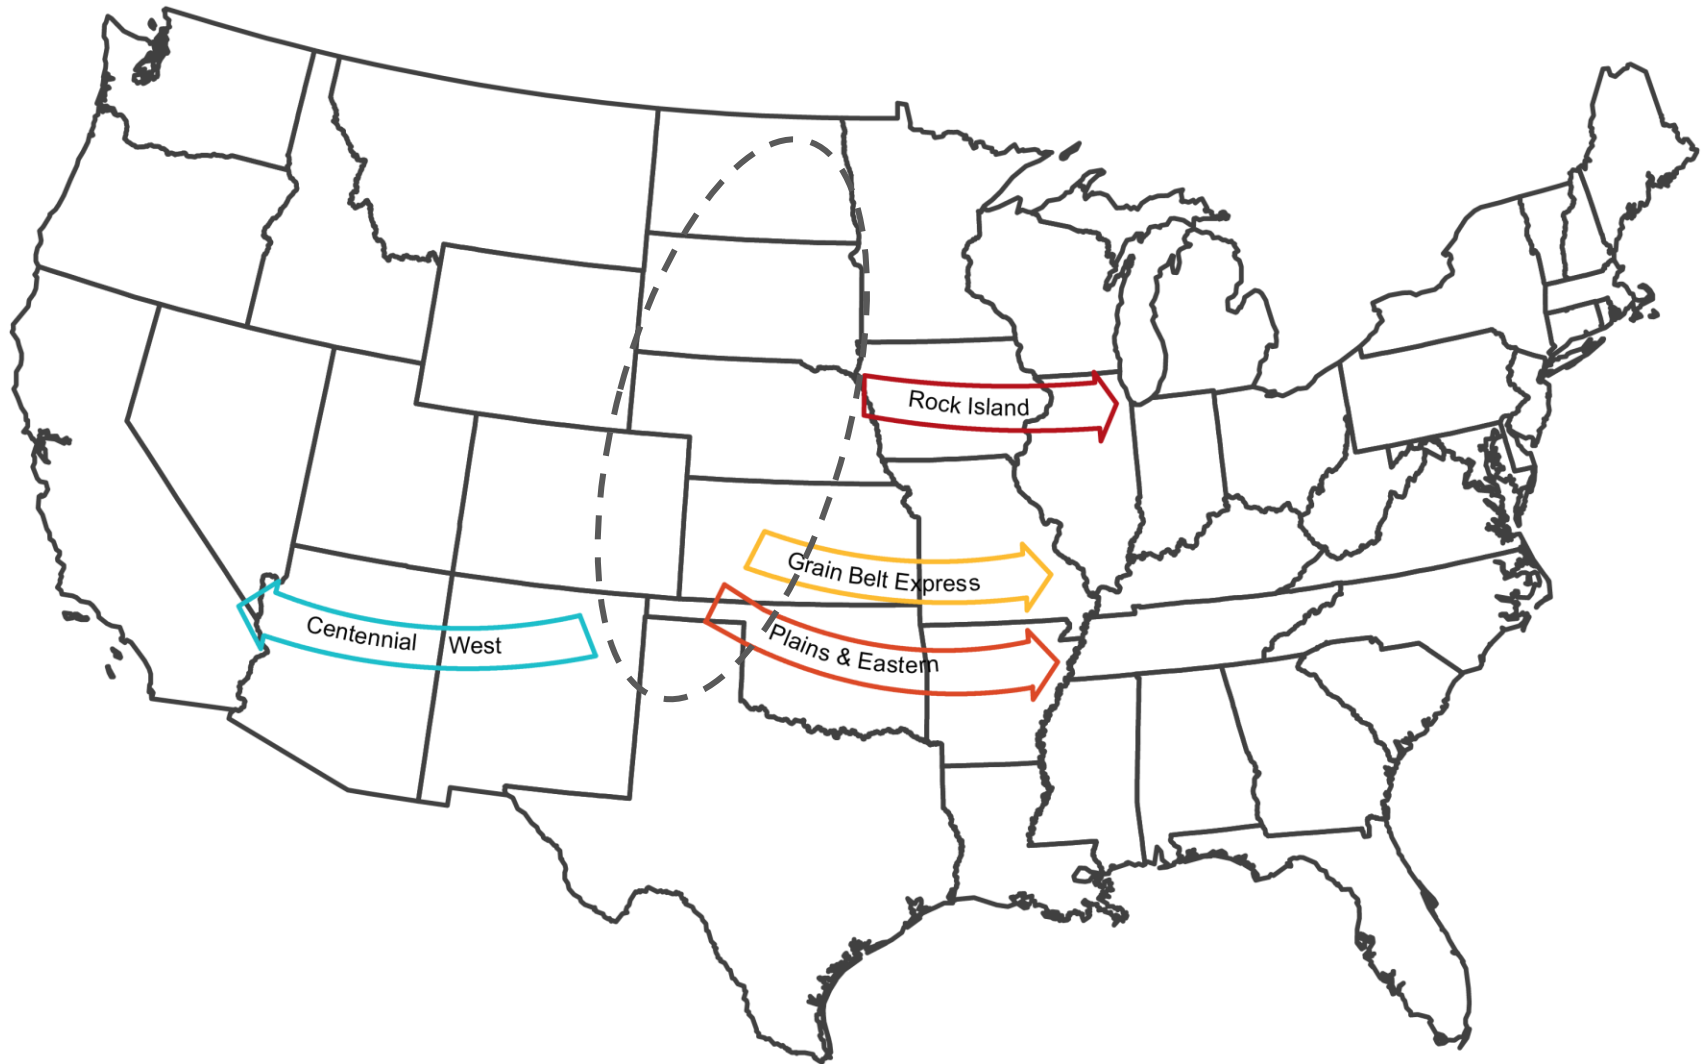 Rock Island
Grain Belt Express
Plains & Eastern
Centennial West